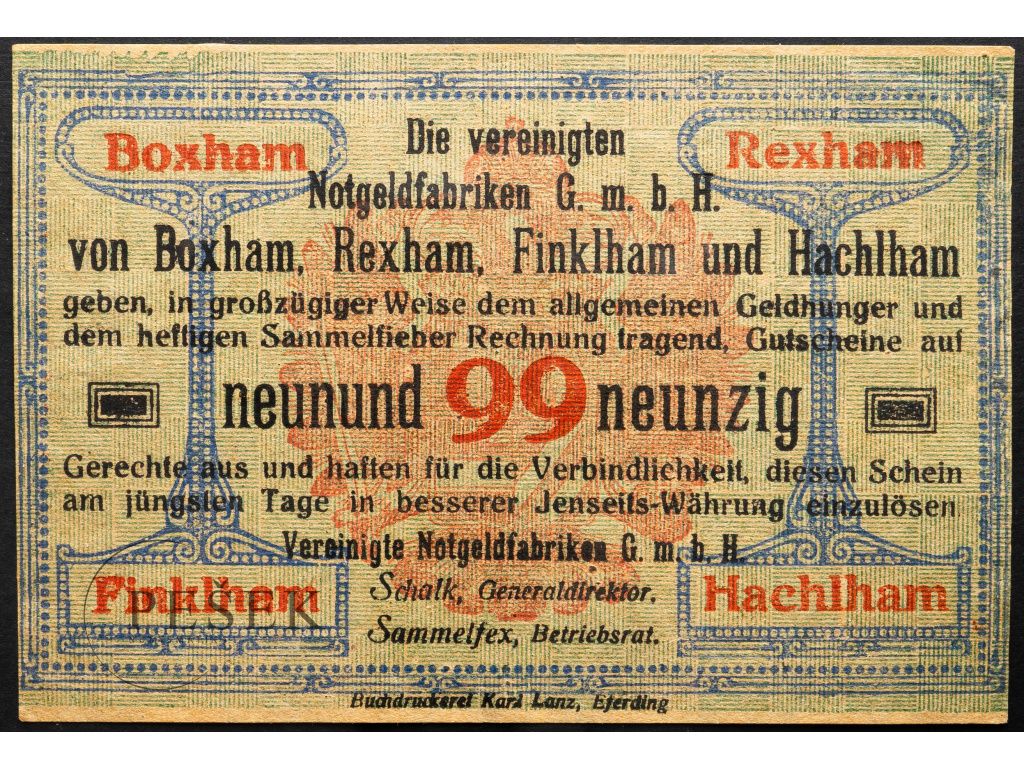 Boxham
Rexham
Die vereinigten
Notgeldfabriken G. m. b. H.
von Boxham, Rexham, Finklham und Hachlham
geben, in großzügiger Weise dem allgemeinen Geldhunger und
dem heftigen Sammelfieber Rechnung tragend, Gutscheine auf
neunund 99 neunzig
Gerechte aus und haften für die Verbindlichkeit, diesen Schein
am jüngsten Tage in besserer Jenseits-Währung einzulösen
Vereinigte Notgeldfabriken G. m. b. H.
Finklham
PEŠEK
Hachlham
Schalk, Generaldirektor.
Sammelfex, Betriebsrat.
Buchdruckerei Karl Lanz, Eferding